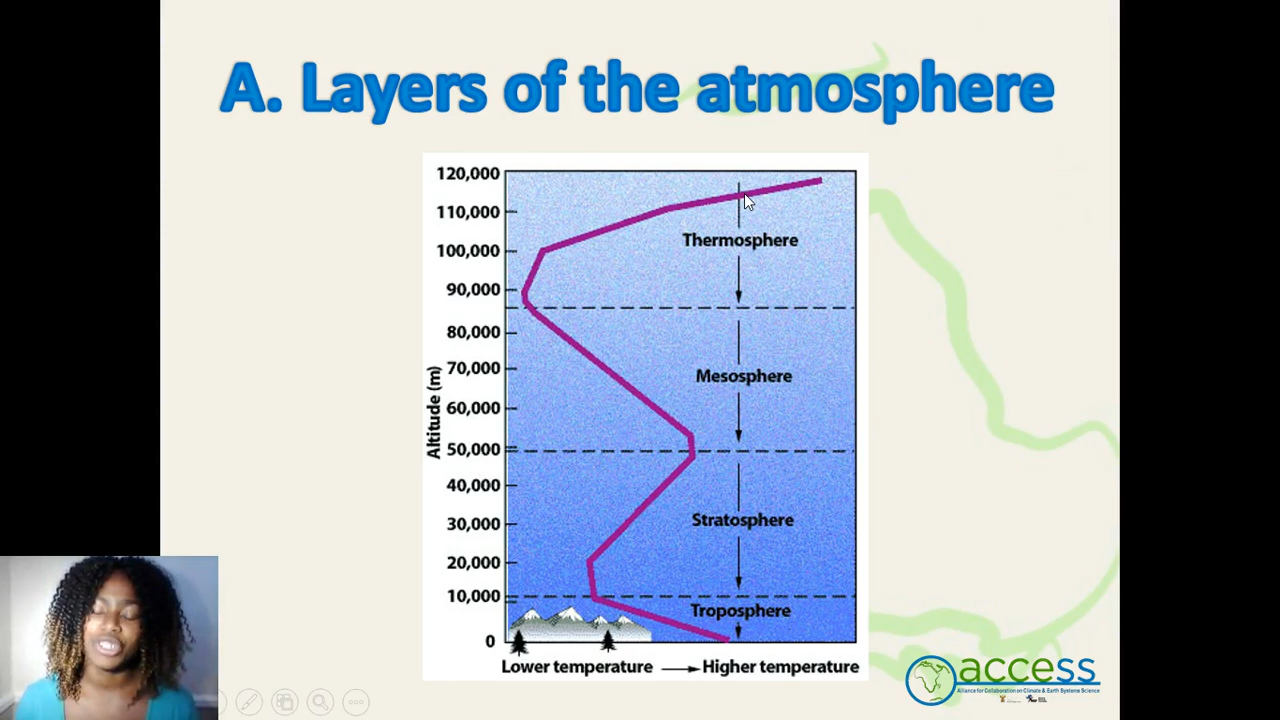 A. Layers of the atmosphere
120,000
110,000
Thermosphere
100,000
90,000
80,000
Mesosphere
70,000
60,000
Altitude (m)
50,000
40,000
Stratosphere
30,000
20,000
10,000
Troposphere
0
Lower temperature → Higher temperature
access
Alliance for Collaboration on Climate & Earth Systems Science